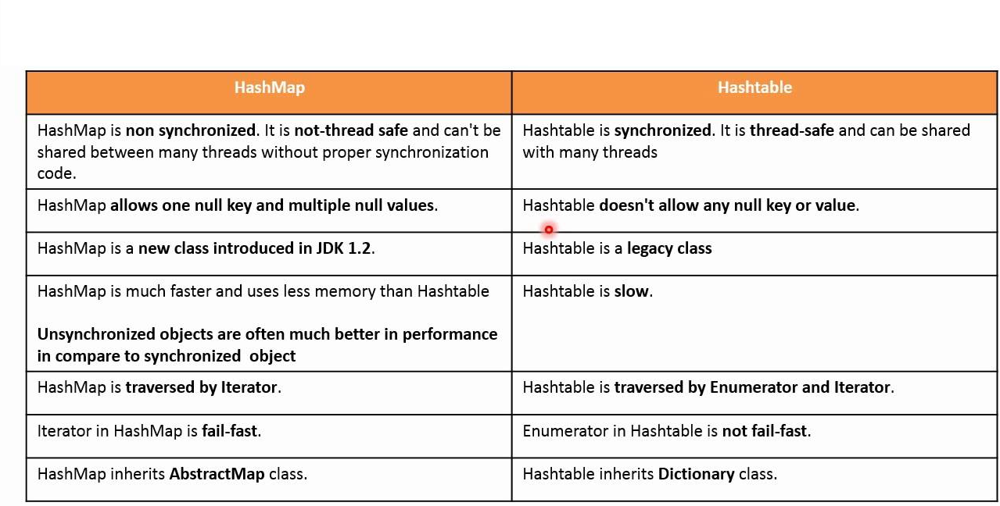 HashMap
Hashtable
HashMap is non synchronized. It is not-thread safe and can't be
shared between many threads without proper synchronization
code.
Hashtable is synchronized. It is thread-safe and can be shared
with many threads
HashMap allows one null key and multiple null values.
Hashtable doesn't allow any null key or value.
HashMap is a new class introduced in JDK 1.2.
Hashtable is a legacy class
HashMap is much faster and uses less memory than Hashtable
Unsynchronized objects are often much better in performance
in compare to synchronized  object
Hashtable is slow.
HashMap is traversed by Iterator.
Hashtable is traversed by Enumerator and Iterator.
Iterator in HashMap is fail-fast.
Enumerator in Hashtable is not fail-fast.
HashMap inherits AbstractMap class.
Hashtable inherits Dictionary class.